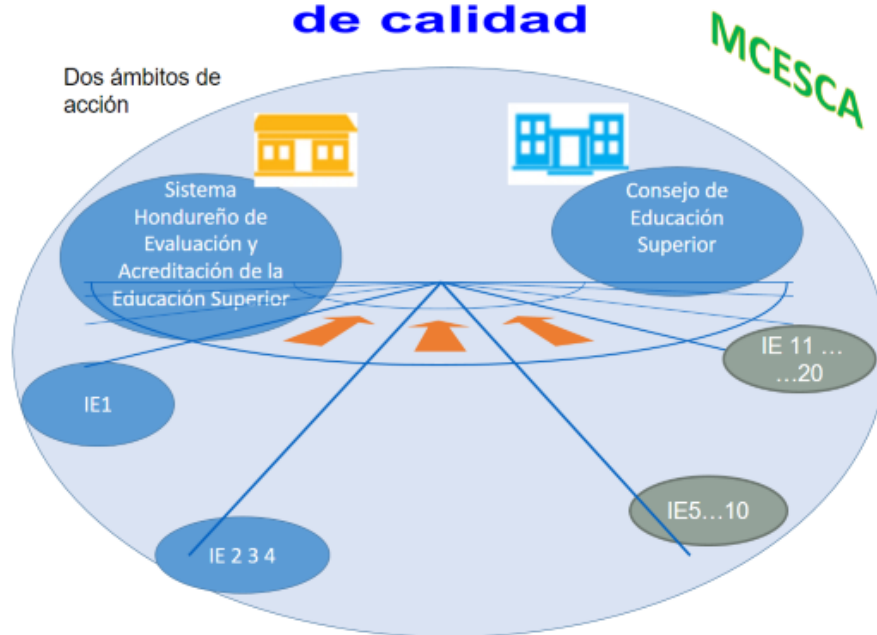 de calidad
MCESCA
Dos ámbitos de
acción
Sistema
Hondureño de
Evaluación y
Acreditación de la
Educación Superior
Consejo de
Educación
Superior
IE 11 ...
...20
IE1
IE5...10
IE 2 3 4